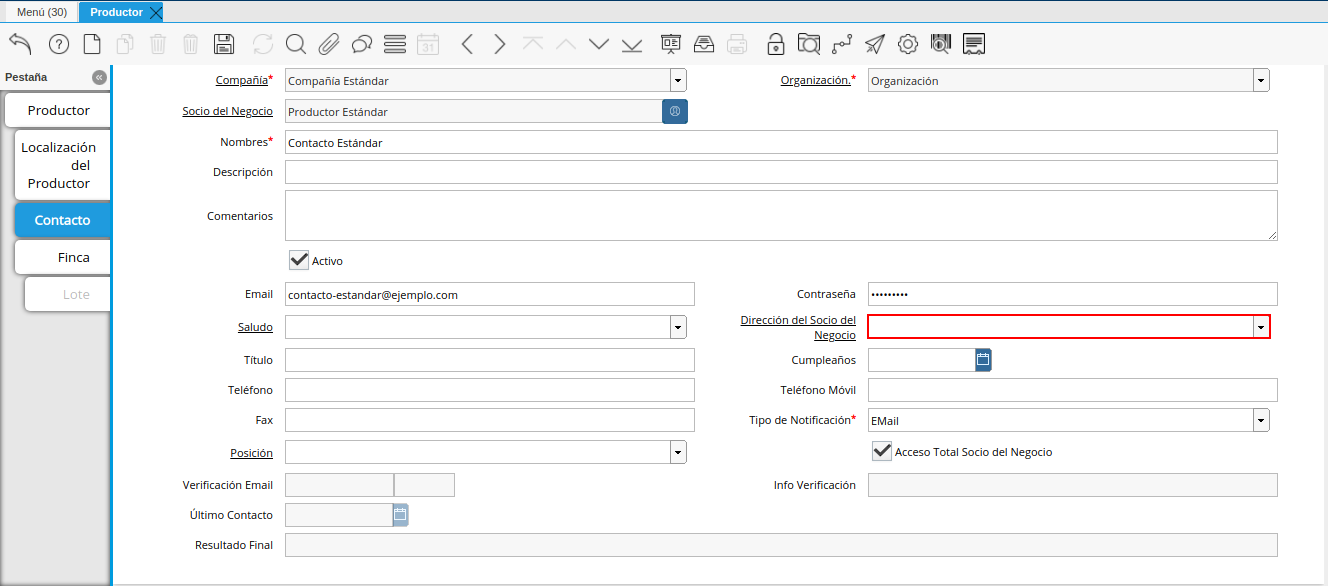 Menú (30)
Productor
31
Pestaña
Productor
Localización
del
Productor
Contacto
Finca
Lote
Compañía* Compañía Estándar
Organización.* Organización
Socio del Negocio Productor Estándar
Nombres* Contacto Estándar
Descripción
Comentarios
Activo
Email contacto-estandar@ejemplo.com
Contraseña •••••••••
Saludo
Dirección del Socio del
Negocio
Título
Cumpleaños
Teléfono
Teléfono Móvil
Fax
Tipo de Notificación* EMail
Posición
Acceso Total Socio del Negocio
Verificación Email
Info Verificación
Último Contacto
Resultado Final